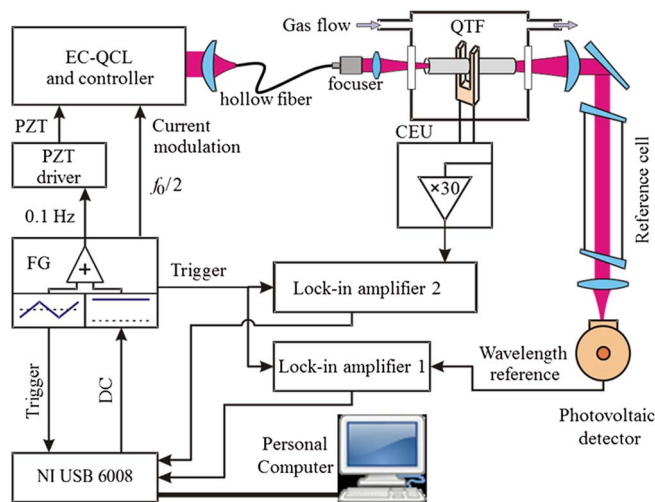 Gas flow
QTF
EC-QCL
and controller
hollow fiber
focuser
PZT
Current
modulation
CEU
PZT
driver
f0/2
×30
0.1 Hz
Reference cell
FG
Trigger
Lock-in amplifier 2
Wavelength
reference
Lock-in amplifier 1
Trigger
DC
Photovoltaic
detector
Personal
Computer
NI USB 6008